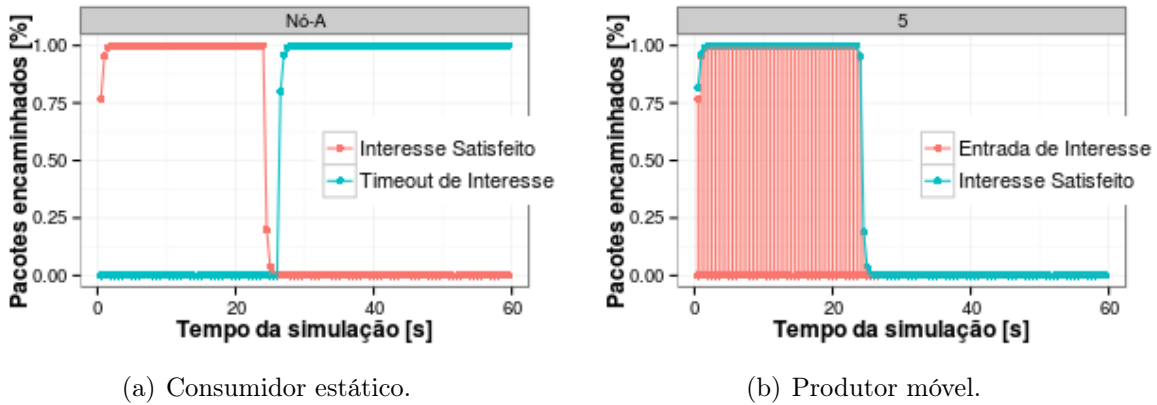 Nó-A
Pacotes encaminhados [%]
1.00
0.75
0.50
0.25
0.00
Interesse Satisfeito
Timeout de Interesse
0
20
40
60
Tempo da simulação [s]
(a) Consumidor estático.
5
Pacotes encaminhados [%]
1.00
0.75
0.50
0.25
0.00
Entrada de Interesse
Interesse Satisfeito
0
20
40
60
Tempo da simulação [s]
(b) Produtor móvel.